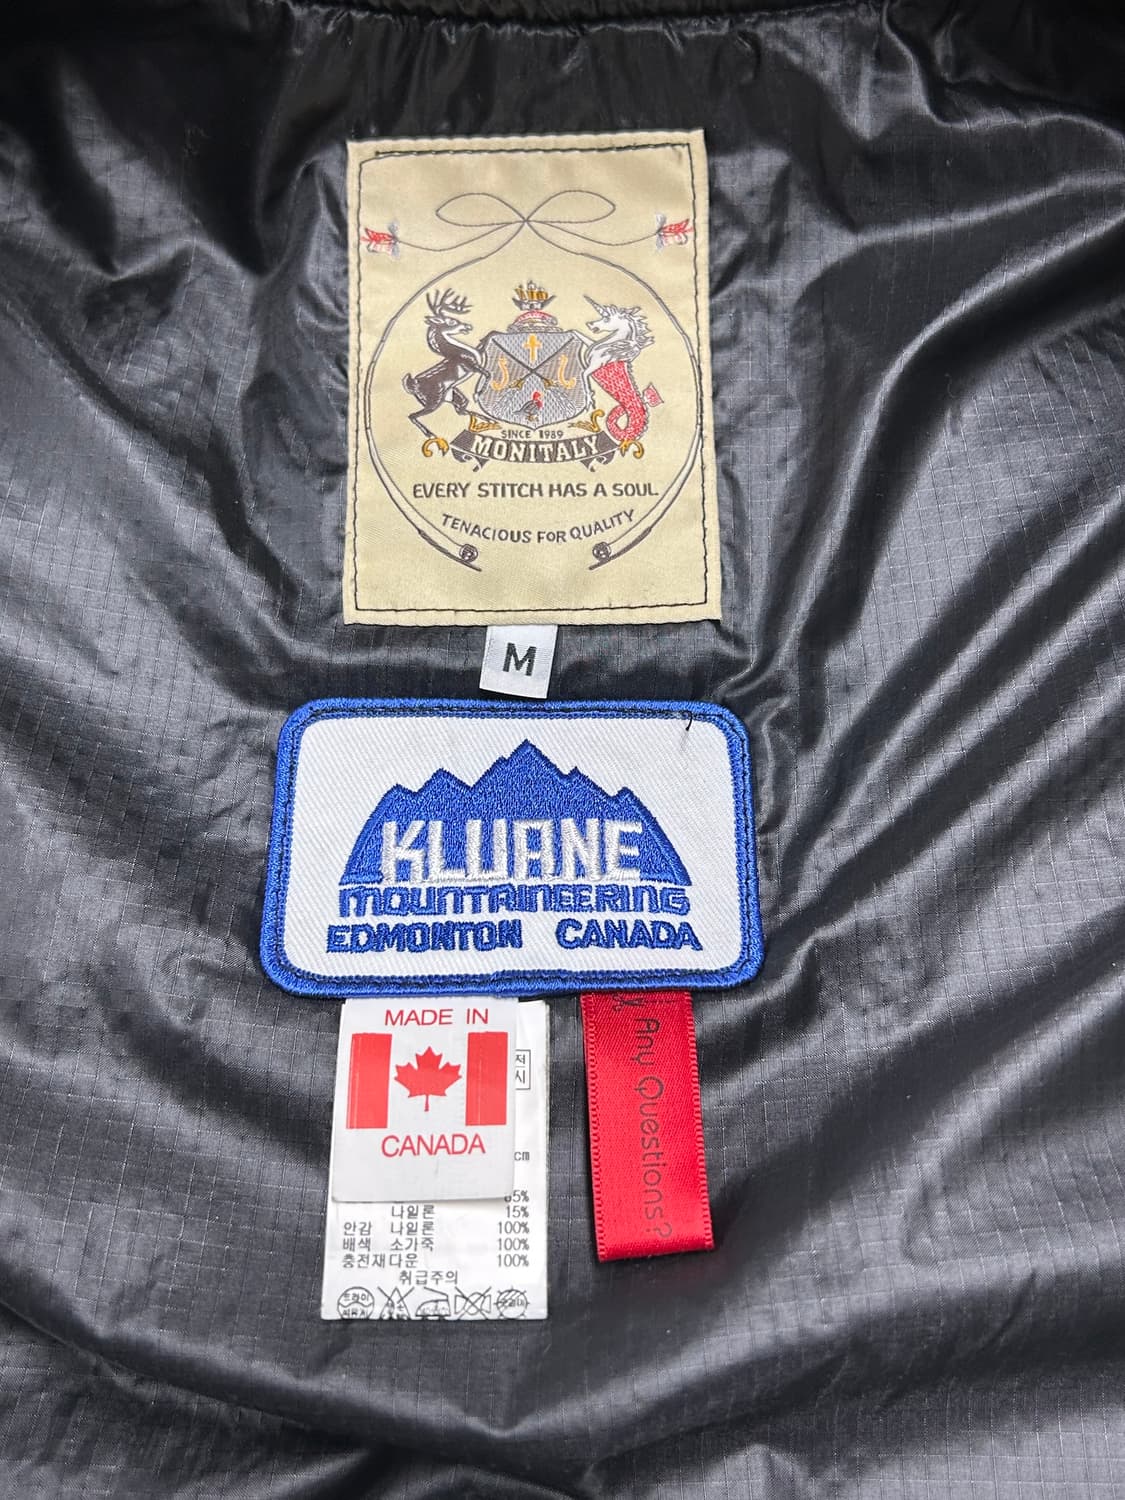 SINCE 1989
MONITALY
EVERY STITCH HAS A SOUL
TENACIOUS FOR QUALITY
M
KLUANE
MOUNTAINEERING
EDMONTON CANADA
MADE IN
CANADA
cm
나일론 15%
안감 나일론 100%
배색 소가죽 100%
충전재 다운 100%
취급주의
Any Questions?